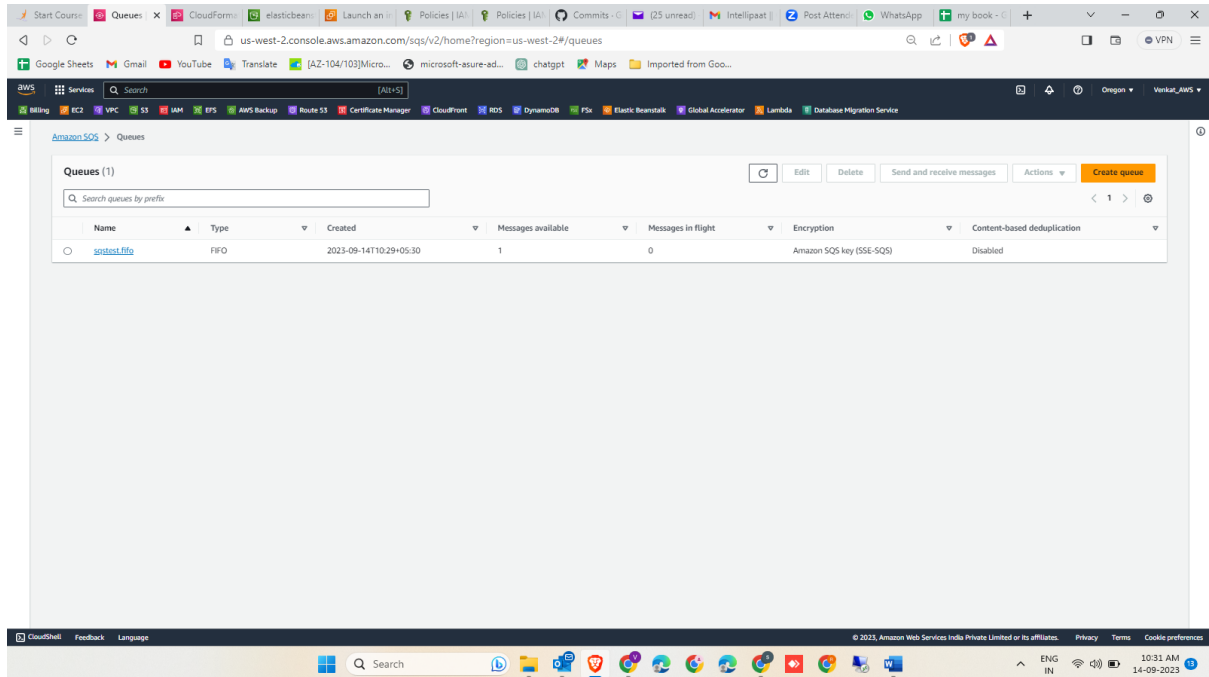 Start Course Queues | CloudForma elasticbeans Launch an in Policies | IAM Policies | IAM Commits · G (25 unread) Intellipaat || Post Attende WhatsApp my book - G
us-west-2.console.aws.amazon.com/sqs/v2/home?region=us-west-2#/queues VPN
Google Sheets Gmail YouTube Translate [AZ-104/103]Micro... microsoft-asure-ad... chatgpt Maps Imported from Goo...
aws Services Search [Alt+S] Oregon Venkat_AWS
Billing EC2 VPC S3 IAM EFS AWS Backup Route 53 Certificate Manager CloudFront RDS DynamoDB FSx Elastic Beanstalk Global Accelerator Lambda Database Migration Service
Amazon SQS > Queues
Queues (1) Edit Delete Send and receive messages Actions Create queue
Search queues by prefix 1
Name Type Created Messages available Messages in flight Encryption Content-based deduplication
sqstest.fifo FIFO 2023-09-14T10:29+05:30 1 0 Amazon SQS key (SSE-SQS) Disabled
CloudShell Feedback Language © 2023, Amazon Web Services India Private Limited or its affiliates. Privacy Terms Cookie preferences
Search ENG 10:31 AM
IN 14-09-2023 13